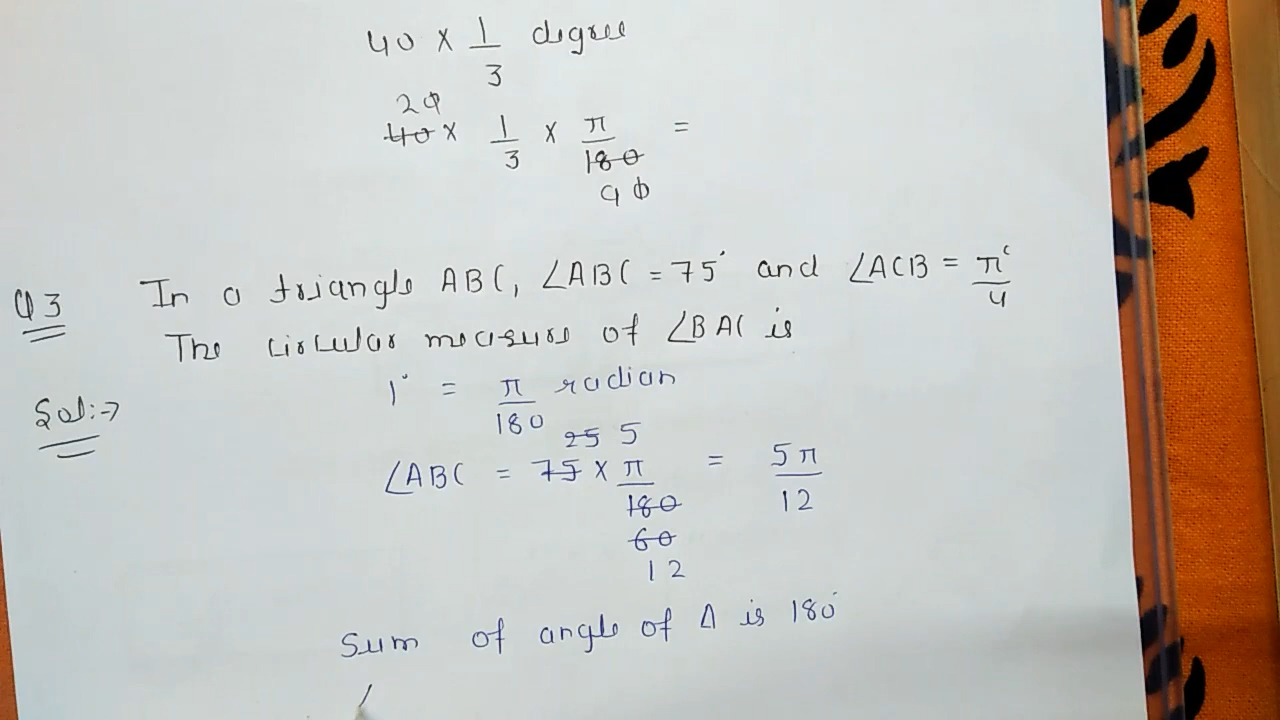 40 × 1/3 degree
20
40 × 1/3 × π/180 =
90
Q3 In a triangle ABC, ∠ABC = 75° and ∠ACB = π^c/4
The circular measure of ∠BAC is
Sol:→ 1° = π/180 radian
25 5
∠ABC = 75 × π/180 = 5π/12
60
12
Sum of angle of Δ is 180°